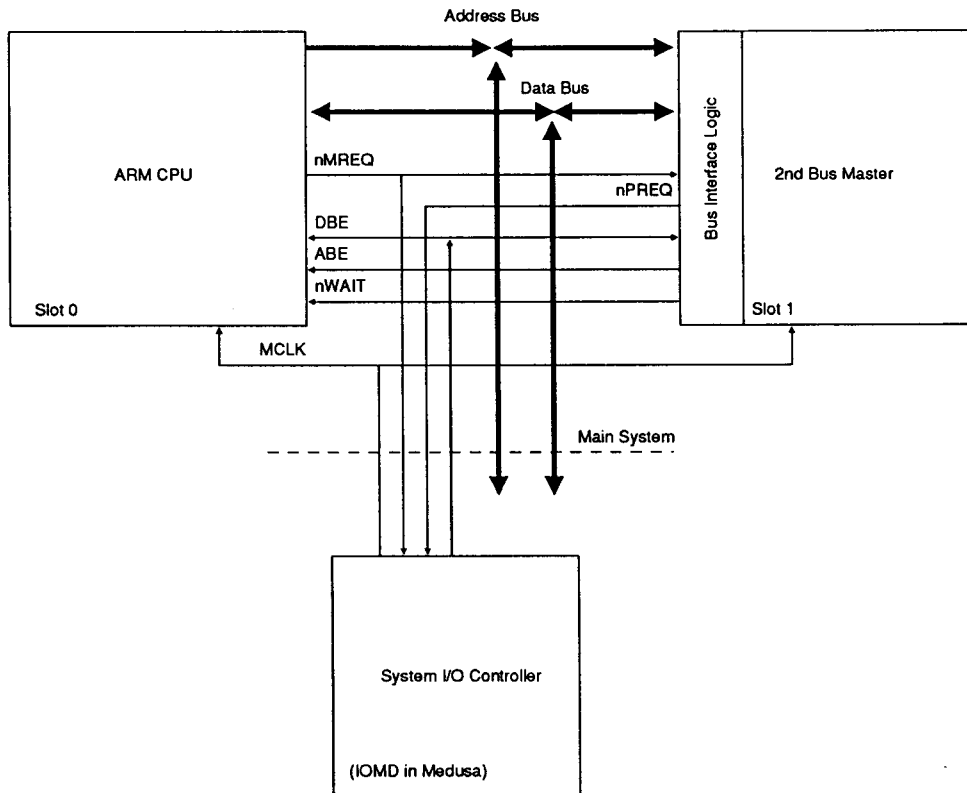 Address Bus
Data Bus
ARM CPU
nMREQ
nPREQ
DBE
ABE
nWAIT
Slot 0
Bus Interface Logic
2nd Bus Master
Slot 1
MCLK
Main System
System I/O Controller
(IOMD in Medusa)